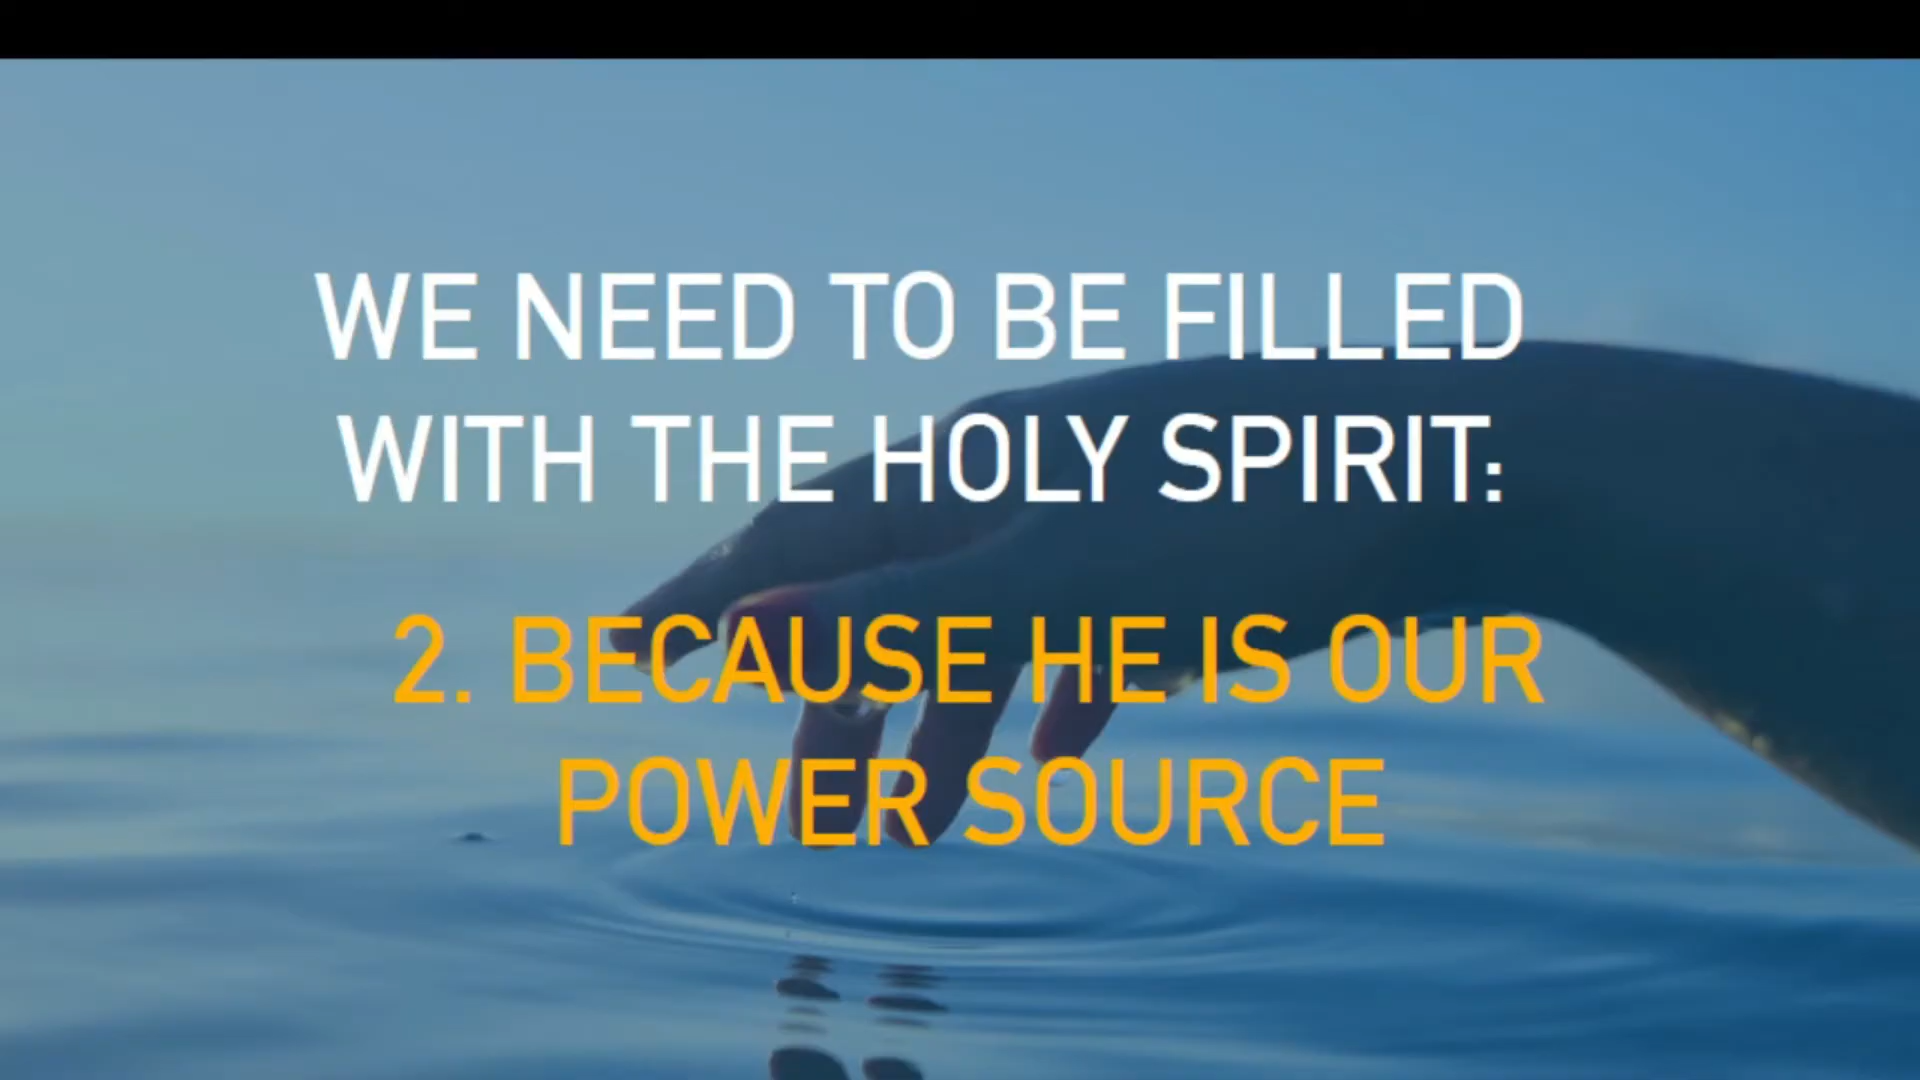 WE NEED TO BE FILLED
WITH THE HOLY SPIRIT:
2. BECAUSE HE IS OUR
POWER SOURCE